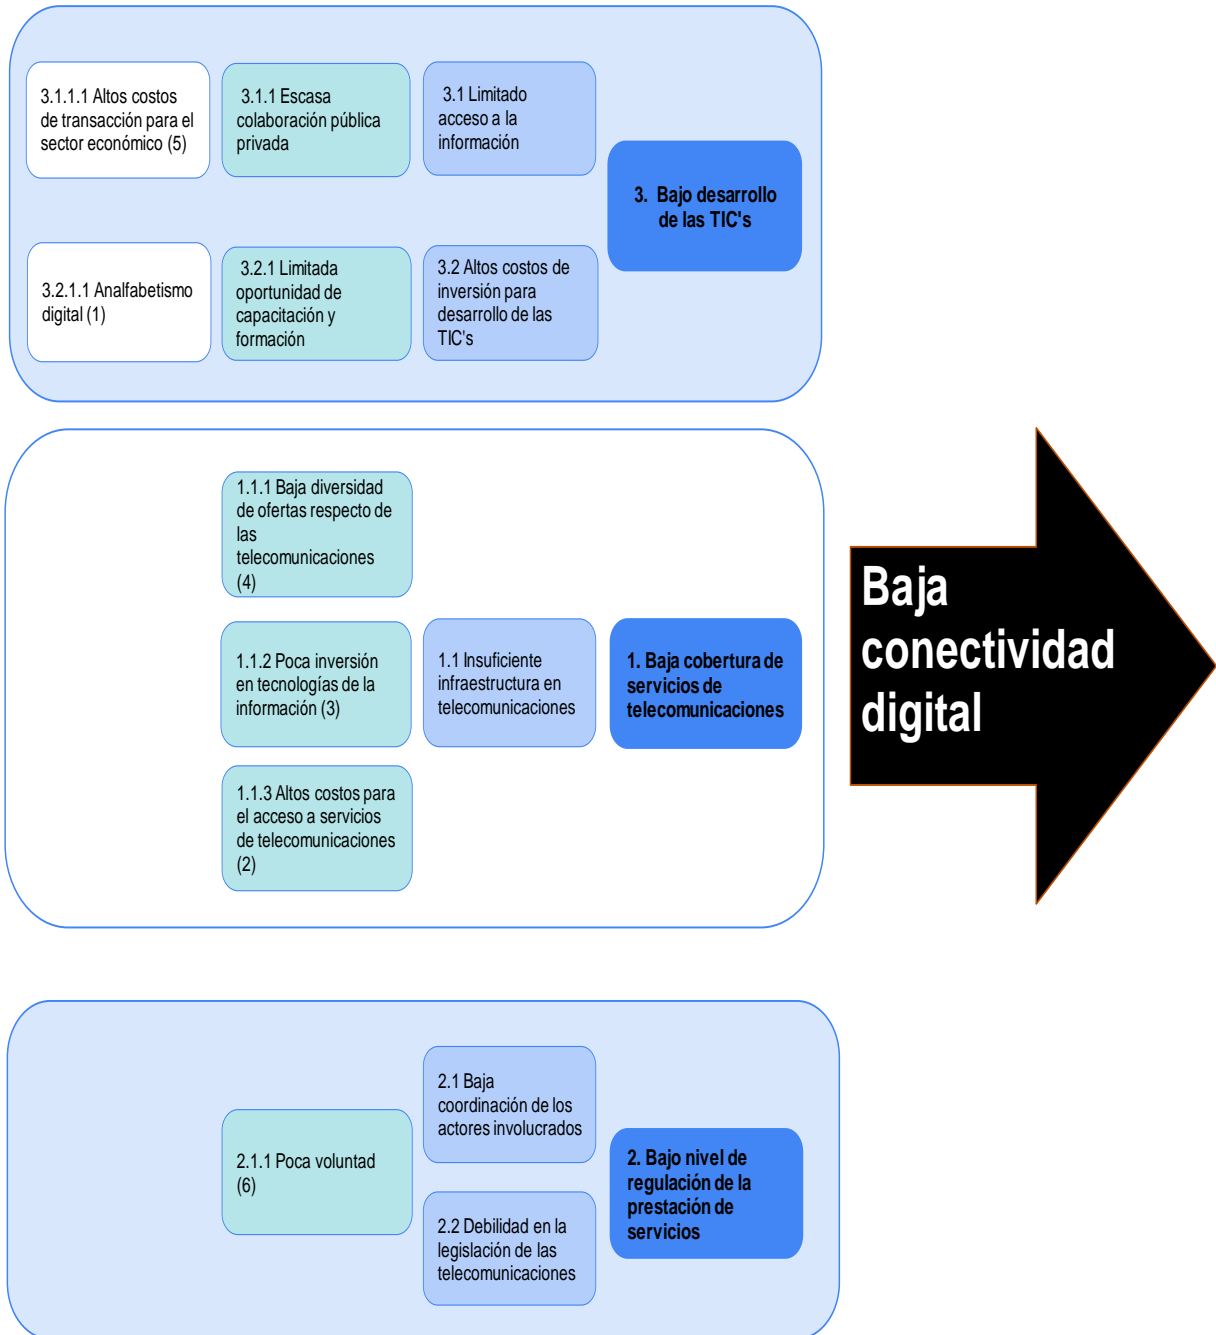 3.1.1.1 Altos costos
de transacción para el
sector económico (5)
3.1.1 Escasa
colaboración pública
privada
3.1 Limitado
acceso a la
información
3. Bajo desarrollo
de las TIC's
3.2.1.1 Analfabetismo
digital (1)
3.2.1 Limitada
oportunidad de
capacitación y
formación
3.2 Altos costos de
inversión para
desarrollo de las
TIC's
1.1.1 Baja diversidad
de ofertas respecto de
las
telecomunicaciones
(4)
1.1.2 Poca inversión
en tecnologías de la
información (3)
1.1 Insuficiente
infraestructura en
telecomunicaciones
1. Baja cobertura de
servicios de
telecomunicaciones
1.1.3 Altos costos para
el acceso a servicios
de telecomunicaciones
(2)
Baja
conectividad
digital
2.1.1 Poca voluntad
(6)
2.1 Baja
coordinación de los
actores involucrados
2.2 Debilidad en la
legislación de las
telecomunicaciones
2. Bajo nivel de
regulación de la
prestación de
servicios